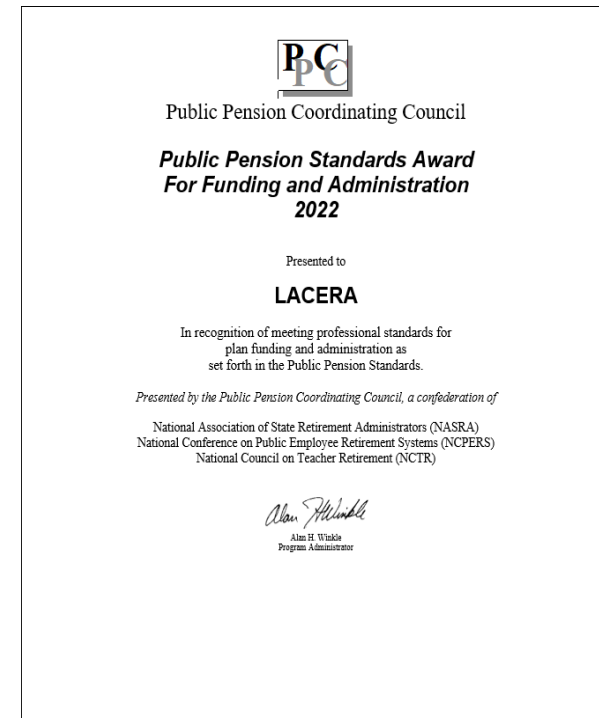 PPCC
Public Pension Coordinating Council
Public Pension Standards Award
For Funding and Administration
2022
Presented to
LACERA
In recognition of meeting professional standards for
plan funding and administration as
set forth in the Public Pension Standards.
Presented by the Public Pension Coordinating Council, a confederation of
National Association of State Retirement Administrators (NASRA)
National Conference on Public Employee Retirement Systems (NCPERS)
National Council on Teacher Retirement (NCTR)
Alan H. Winkle
Alan H. Winkle
Program Administrator